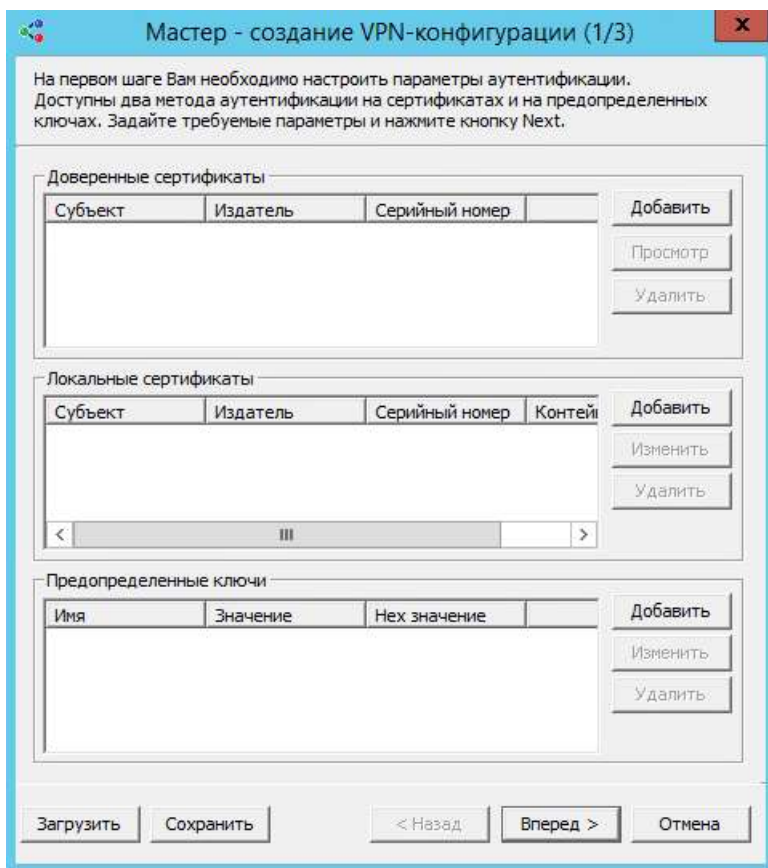 Мастер - создание VPN-конфигурации (1/3)
x
На первом шаге Вам необходимо настроить параметры аутентификации.
Доступны два метода аутентификации на сертификатах и на предопределенных
ключах. Задайте требуемые параметры и нажмите кнопку Next.
Доверенные сертификаты
Субъект Издатель Серийный номер
Добавить
Просмотр
Удалить
Локальные сертификаты
Субъект Издатель Серийный номер Контей
Добавить
Изменить
Удалить
Предопределенные ключи
Имя Значение Hex значение
Добавить
Изменить
Удалить
Загрузить Сохранить < Назад Вперед > Отмена